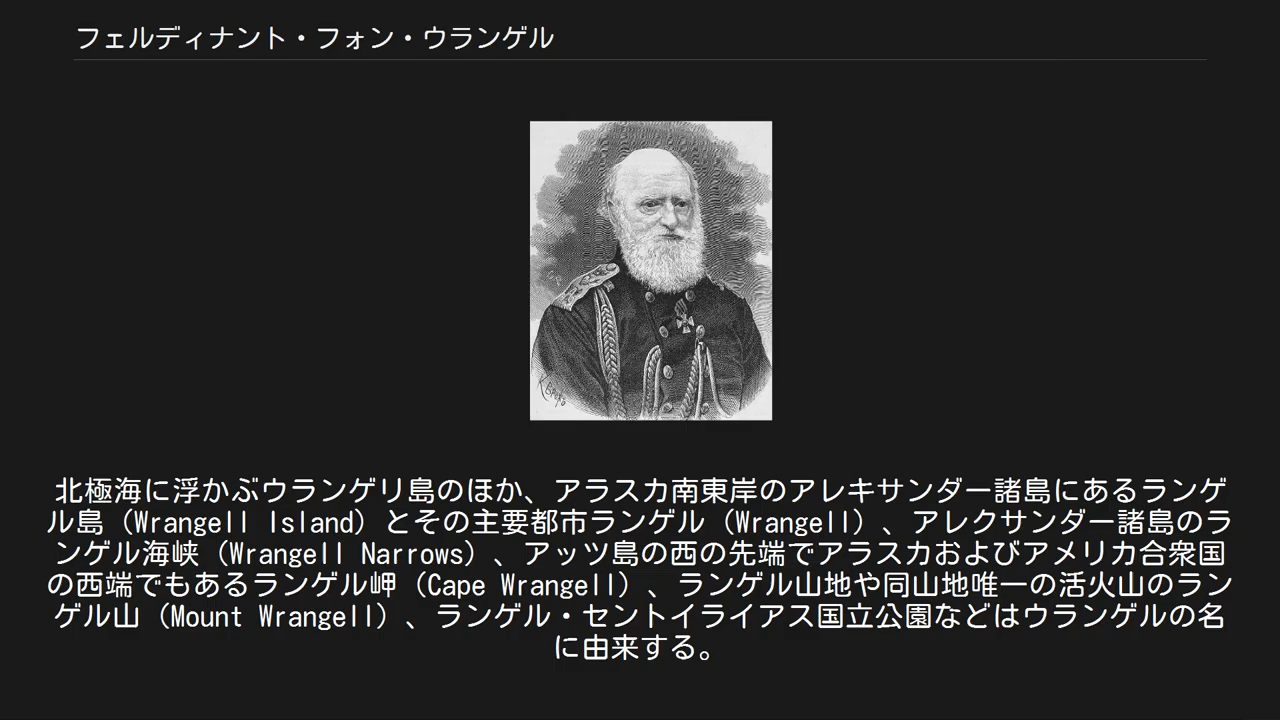 フェルディナント・フォン・ウランゲル
北極海に浮かぶウランゲリ島のほか、アラスカ南東岸のアレキサンダー諸島にあるランゲ
ル島（Wrangell Island）とその主要都市ランゲル（Wrangell）、アレクサンダー諸島のラ
ンゲル海峡（Wrangell Narrows）、アッツ島の西の先端でアラスカおよびアメリカ合衆国
の西端でもあるランゲル岬（Cape Wrangell）、ランゲル山地や同山地唯一の活火山のラン
ゲル山（Mount Wrangell）、ランゲル・セントイライアス国立公園などはウランゲルの名
に由来する。